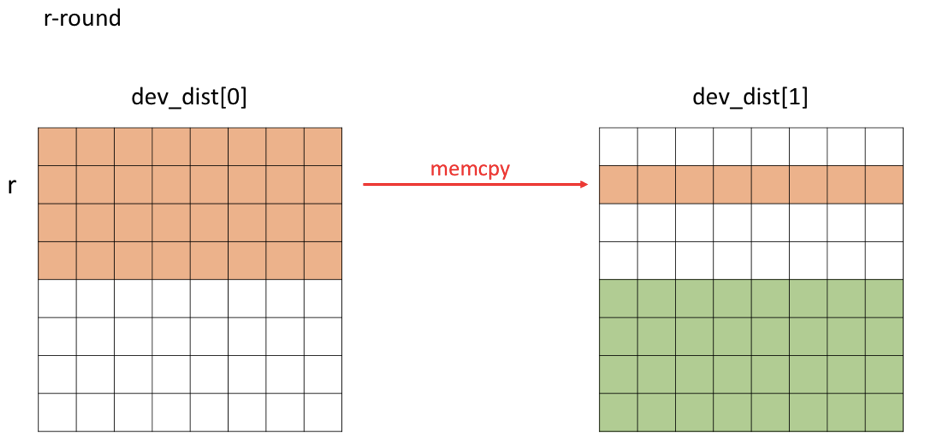 r-round
dev_dist[0]
dev_dist[1]
r
memcpy